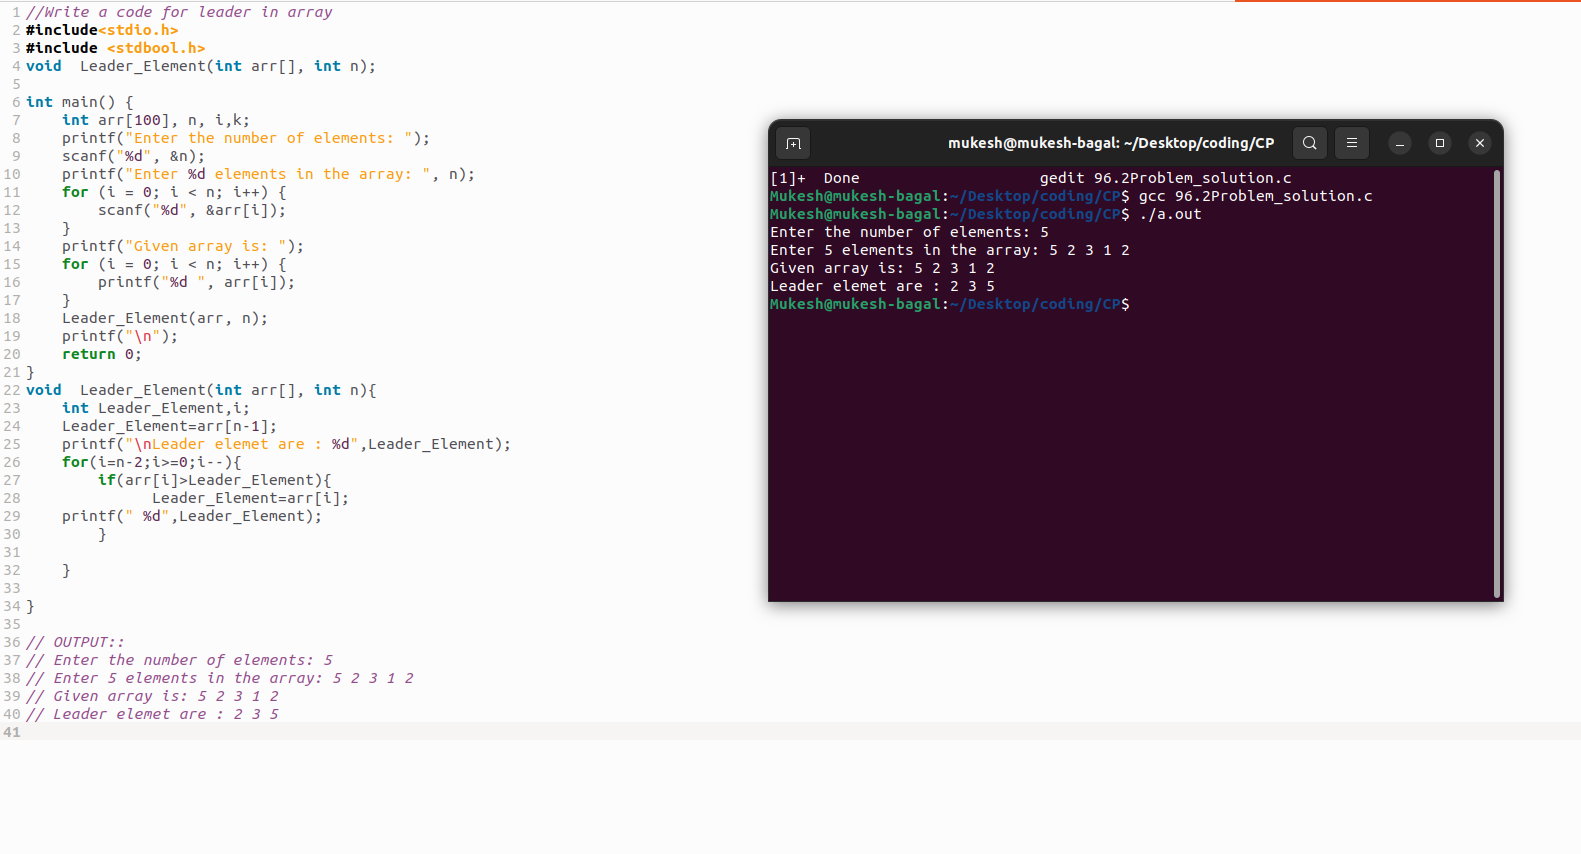 1 //Write a code for leader in array
2 #include<stdio.h>
3 #include <stdbool.h>
4 void  Leader_Element(int arr[], int n);
5
6 int main() {
7     int arr[100], n, i,k;
8     printf("Enter the number of elements: ");
9     scanf("%d", &n);
10     printf("Enter %d elements in the array: ", n);
11     for (i = 0; i < n; i++) {
12         scanf("%d", &arr[i]);
13     }
14     printf("Given array is: ");
15     for (i = 0; i < n; i++) {
16         printf("%d ", arr[i]);
17     }
18     Leader_Element(arr, n);
19     printf("\n");
20     return 0;
21 }
22 void  Leader_Element(int arr[], int n){
23     int Leader_Element,i;
24     Leader_Element=arr[n-1];
25     printf("\nLeader elemet are : %d",Leader_Element);
26     for(i=n-2;i>=0;i--){
27         if(arr[i]>Leader_Element){
28               Leader_Element=arr[i];
29     printf(" %d",Leader_Element);
30         }
31
32     }
33
34 }
35
36 // OUTPUT::
37 // Enter the number of elements: 5
38 // Enter 5 elements in the array: 5 2 3 1 2
39 // Given array is: 5 2 3 1 2
40 // Leader elemet are : 2 3 5
41
mukesh@mukesh-bagal: ~/Desktop/coding/CP
[1]+  Done                    gedit 96.2Problem_solution.c
Mukesh@mukesh-bagal:~/Desktop/coding/CP$ gcc 96.2Problem_solution.c
Mukesh@mukesh-bagal:~/Desktop/coding/CP$ ./a.out
Enter the number of elements: 5
Enter 5 elements in the array: 5 2 3 1 2
Given array is: 5 2 3 1 2
Leader elemet are : 2 3 5
Mukesh@mukesh-bagal:~/Desktop/coding/CP$